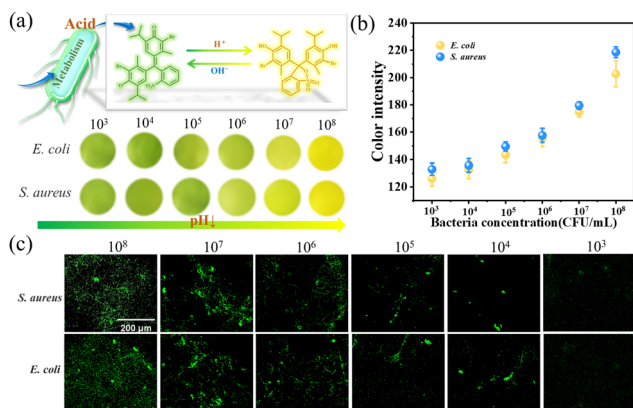 (a)
Acid
Metabolism
H⁺
OH⁻
10³ 10⁴ 10⁵ 10⁶ 10⁷ 10⁸
E. coli
S. aureus
pH↓
(b)
Color intensity
240
220
200
180
160
140
120
E. coli
S. aureus
10³ 10⁴ 10⁵ 10⁶ 10⁷ 10⁸
Bacteria concentration(CFU/mL)
(c)
10⁸ 10⁷ 10⁶ 10⁵ 10⁴ 10³
S. aureus
200 μm
E. coli